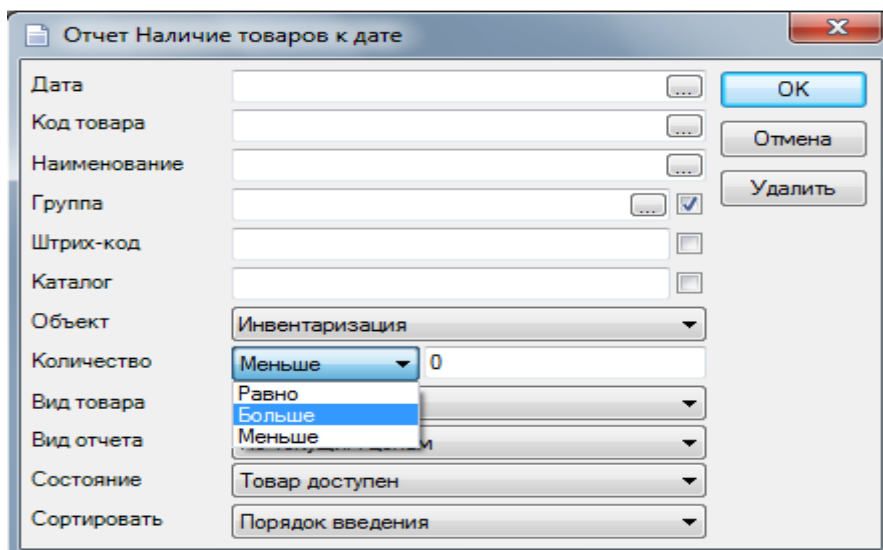 Отчет Наличие товаров к дате
Дата
OK
Код товара
Отмена
Наименование
Удалить
Группа
Штрих-код
Каталог
Объект Инвентаризация
Количество Меньше 0
Равно
Вид товара
Больше
Вид отчета
Меньше
Состояние Товар доступен
Сортировать Порядок введения